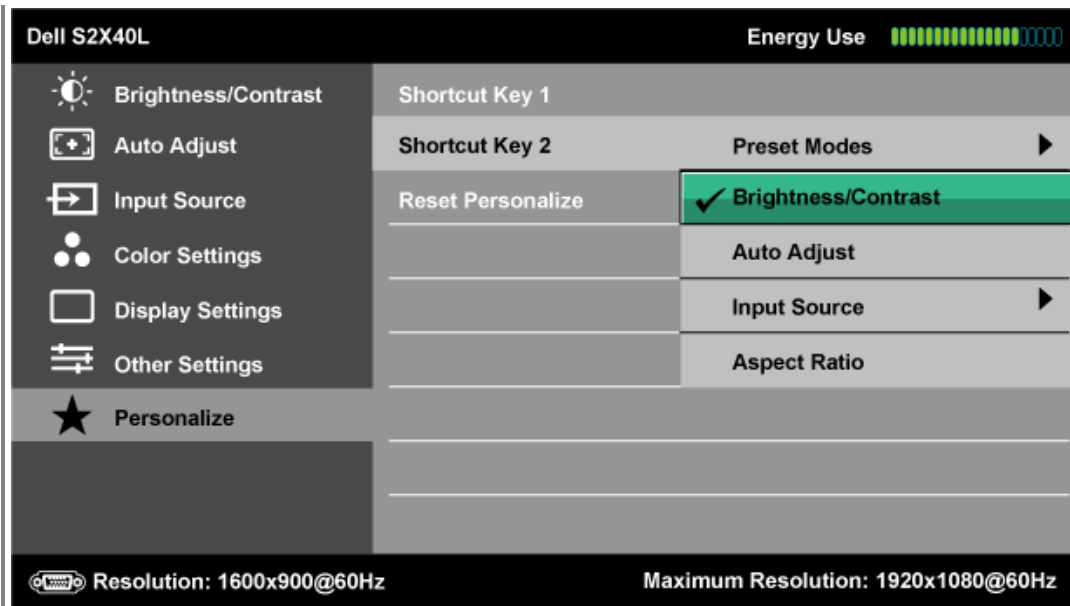 Dell S2X40L
Energy Use
Brightness/Contrast
Auto Adjust
Input Source
Color Settings
Display Settings
Other Settings
Personalize
Shortcut Key 1
Shortcut Key 2
Reset Personalize
Preset Modes
Brightness/Contrast
Auto Adjust
Input Source
Aspect Ratio
Resolution: 1600x900@60Hz
Maximum Resolution: 1920x1080@60Hz